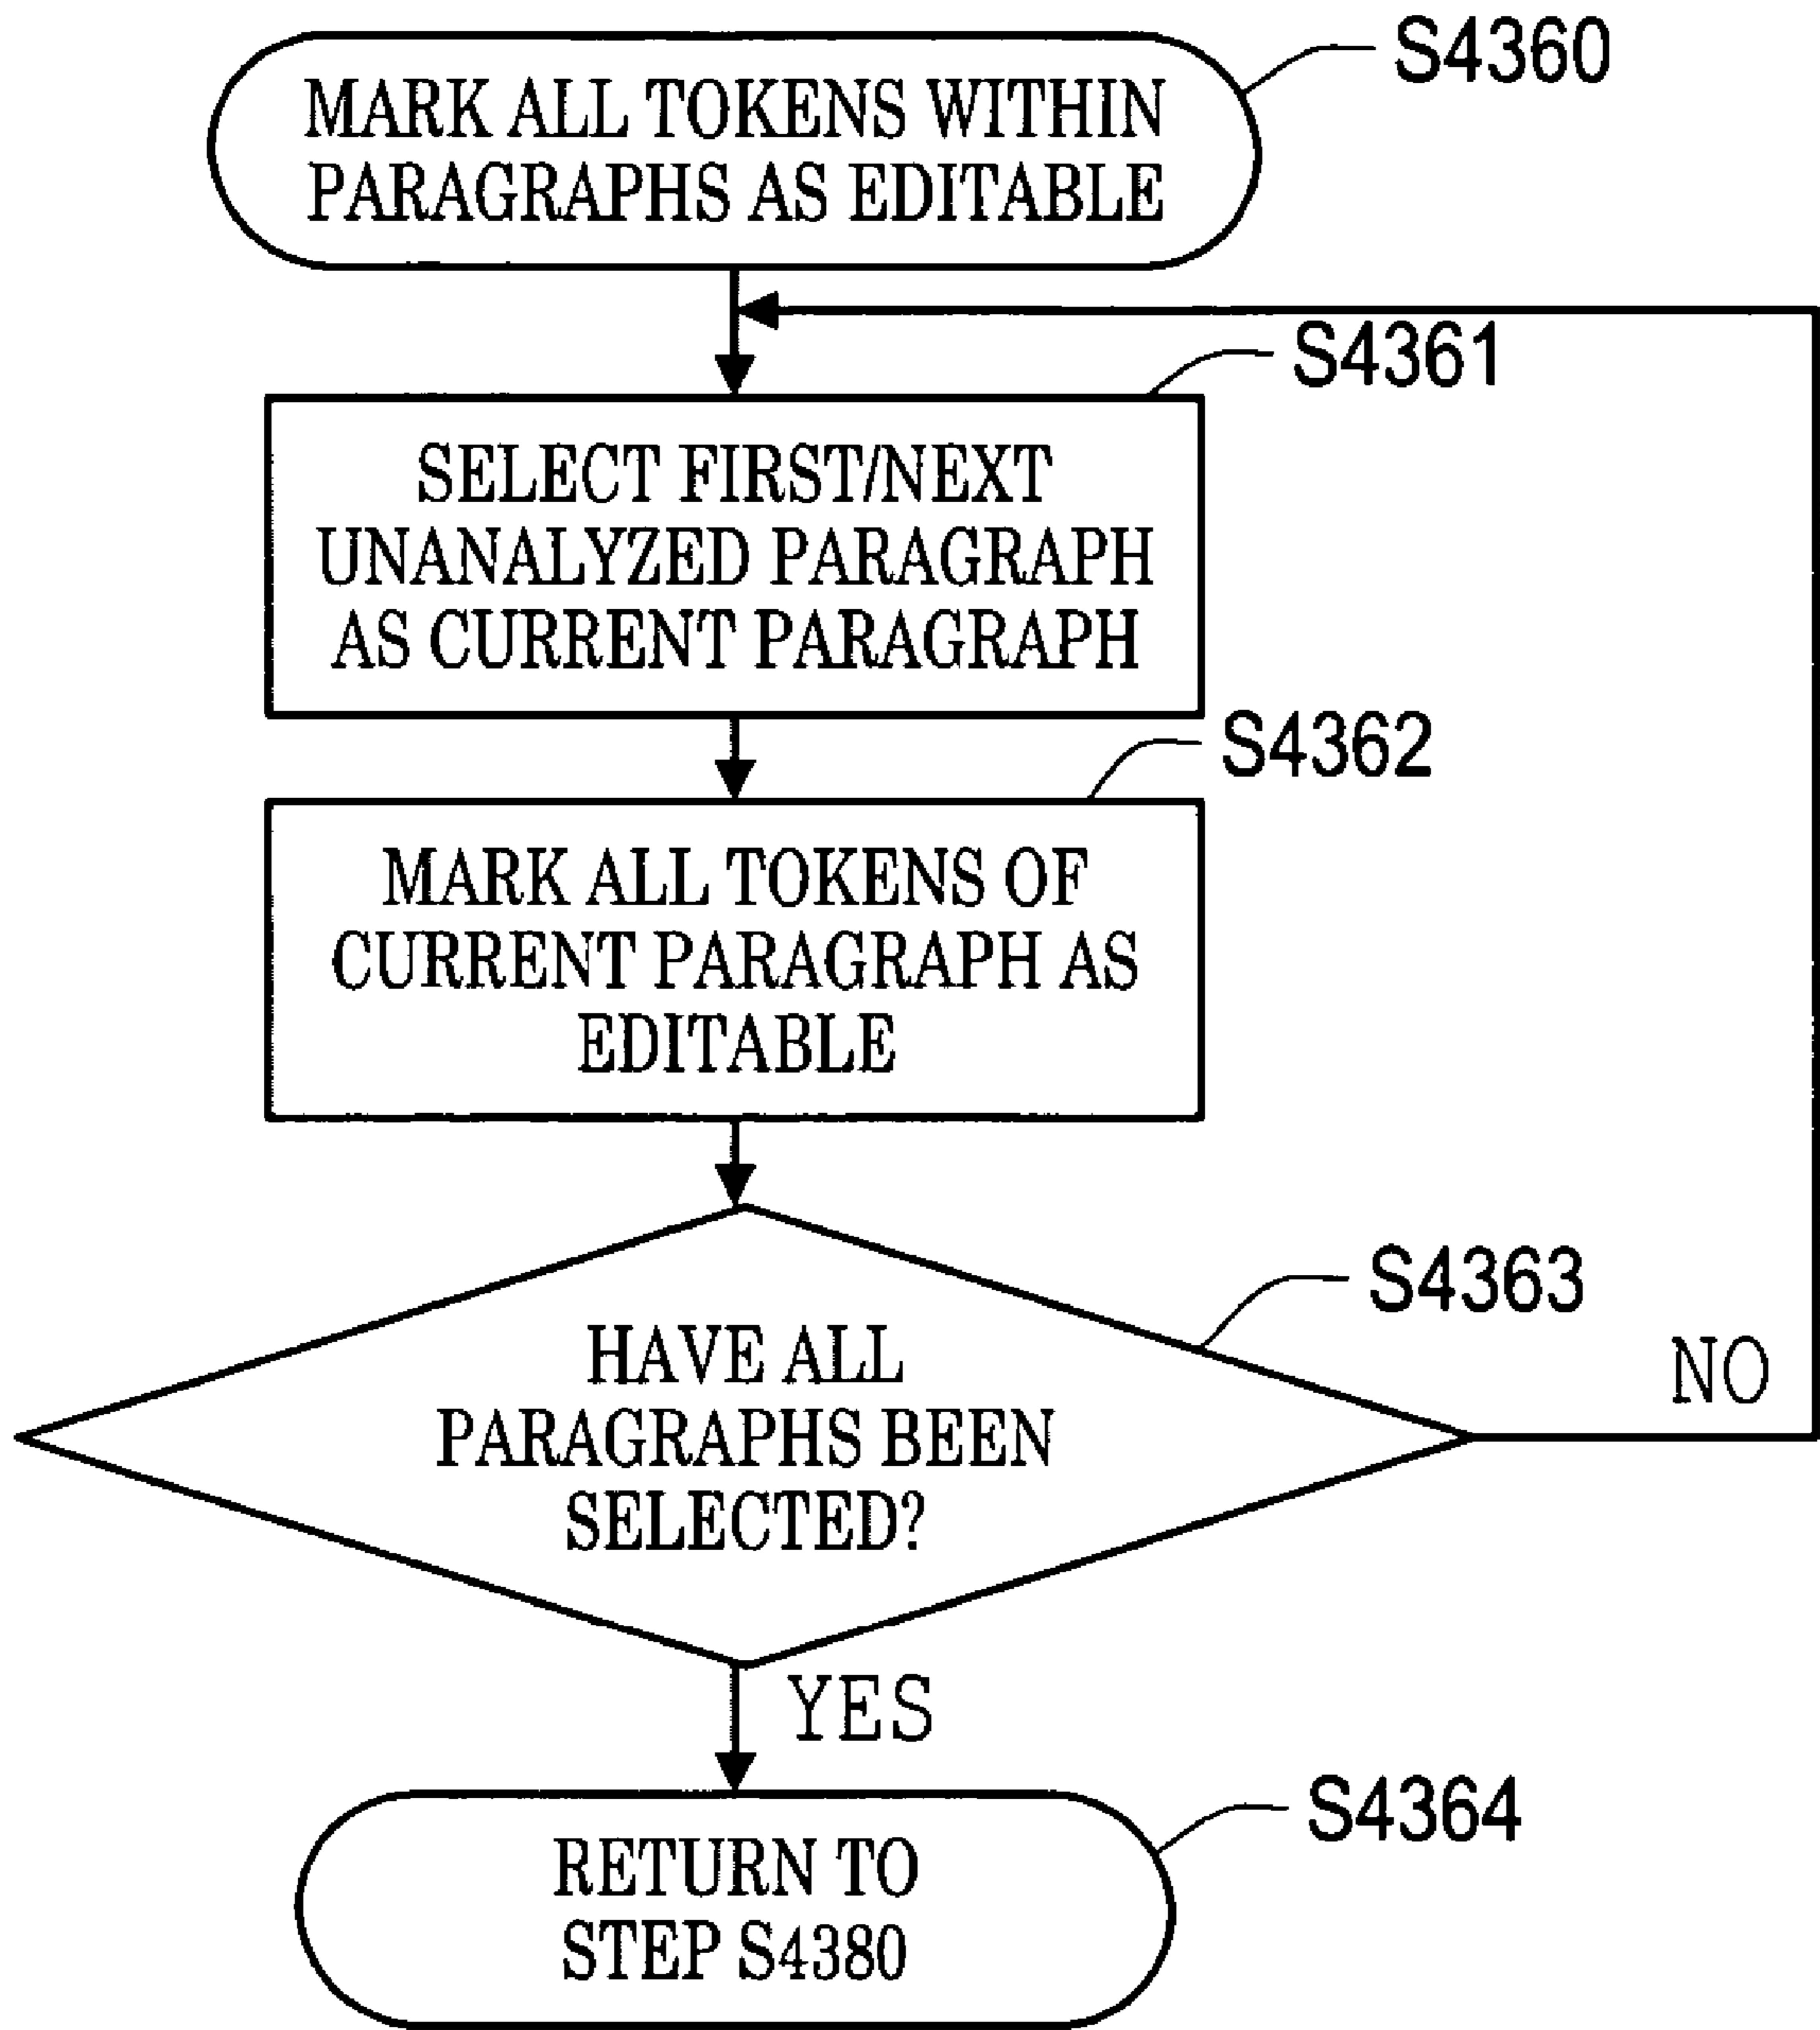 S4360
MARK ALL TOKENS WITHIN
PARAGRAPHS AS EDITABLE
S4361
SELECT FIRST/NEXT
UNANALYZED PARAGRAPH
AS CURRENT PARAGRAPH
S4362
MARK ALL TOKENS OF
CURRENT PARAGRAPH AS
EDITABLE
S4363
HAVE ALL
PARAGRAPHS BEEN
SELECTED?
NO
YES
S4364
RETURN TO
STEP S4380